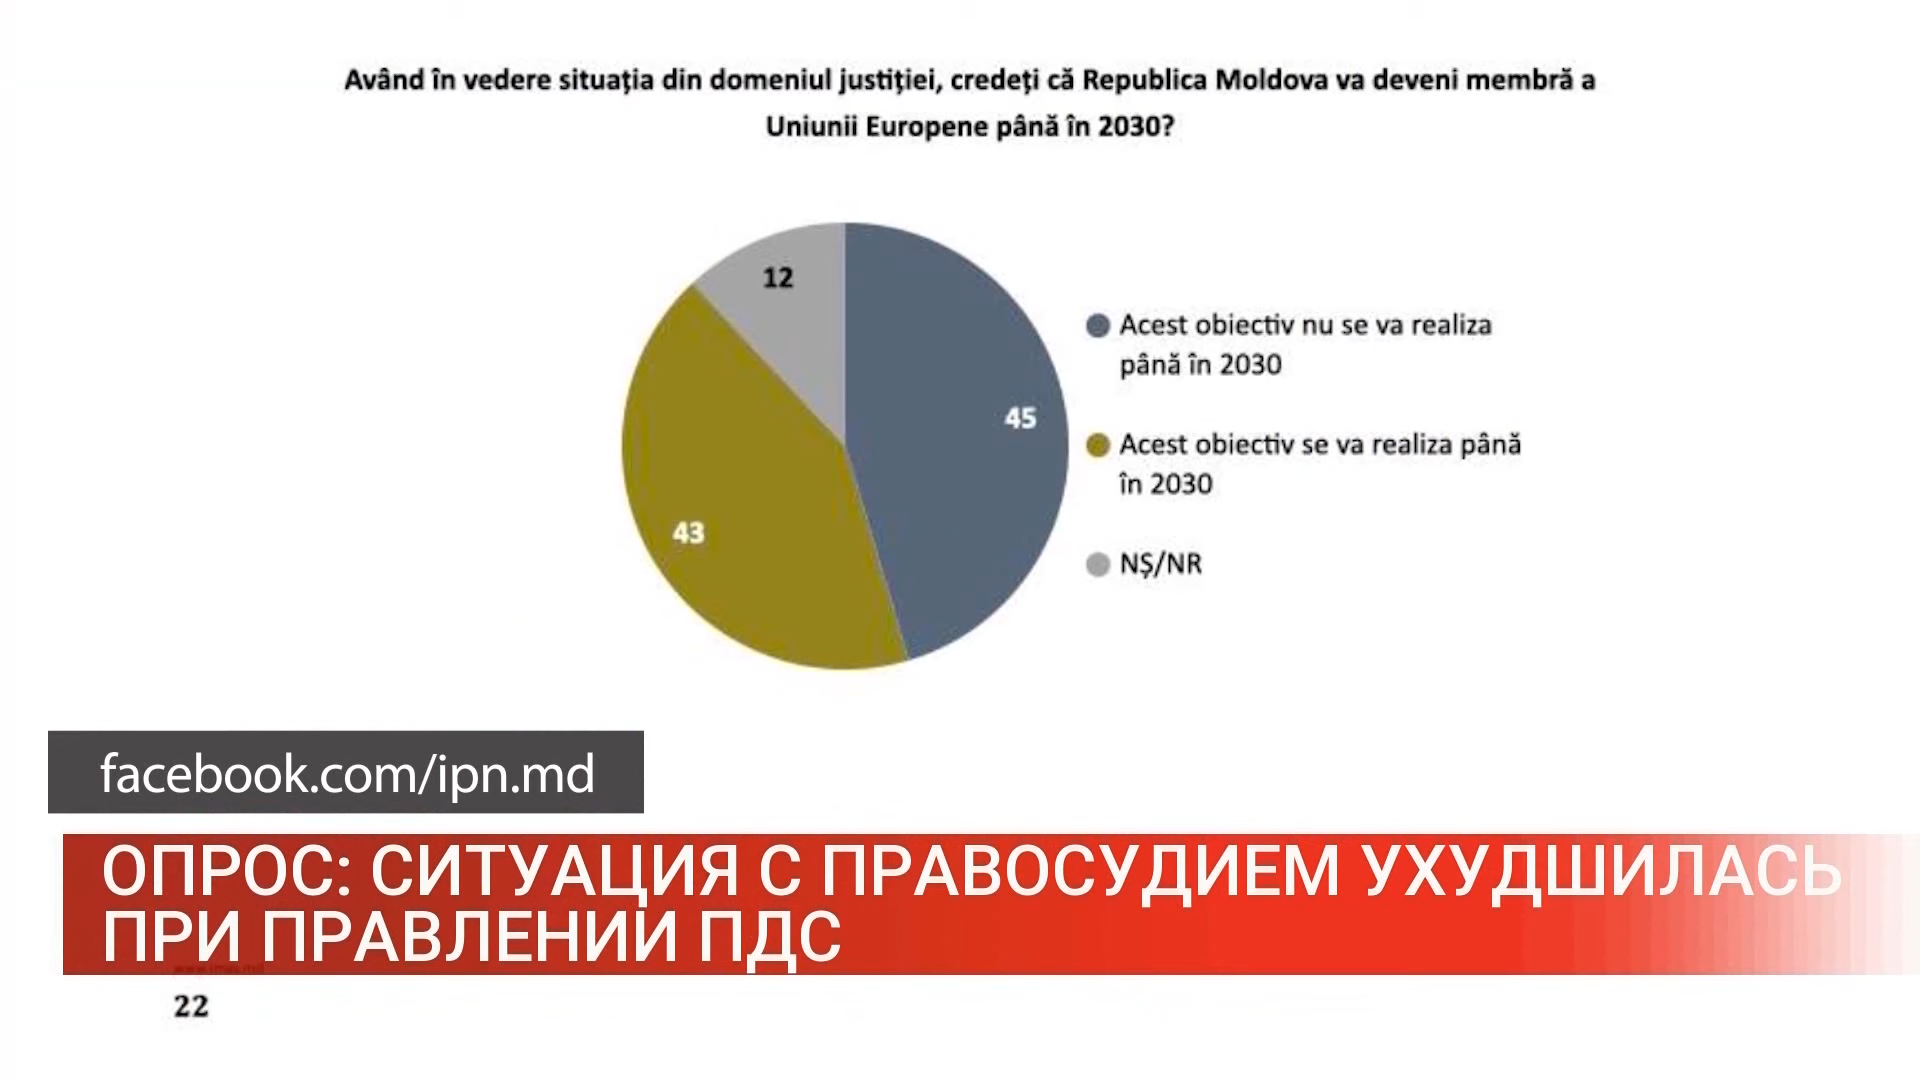 Având în vedere situația din domeniul justiției, credeți că Republica Moldova va deveni membră a
Uniunii Europene până în 2030?
12
45
43
Acest obiectiv nu se va realiza
până în 2030
Acest obiectiv se va realiza până
în 2030
NȘ/NR
facebook.com/ipn.md
ОПРОС: СИТУАЦИЯ С ПРАВОСУДИЕМ УХУДШИЛАСЬ
ПРИ ПРАВЛЕНИИ ПДС
22